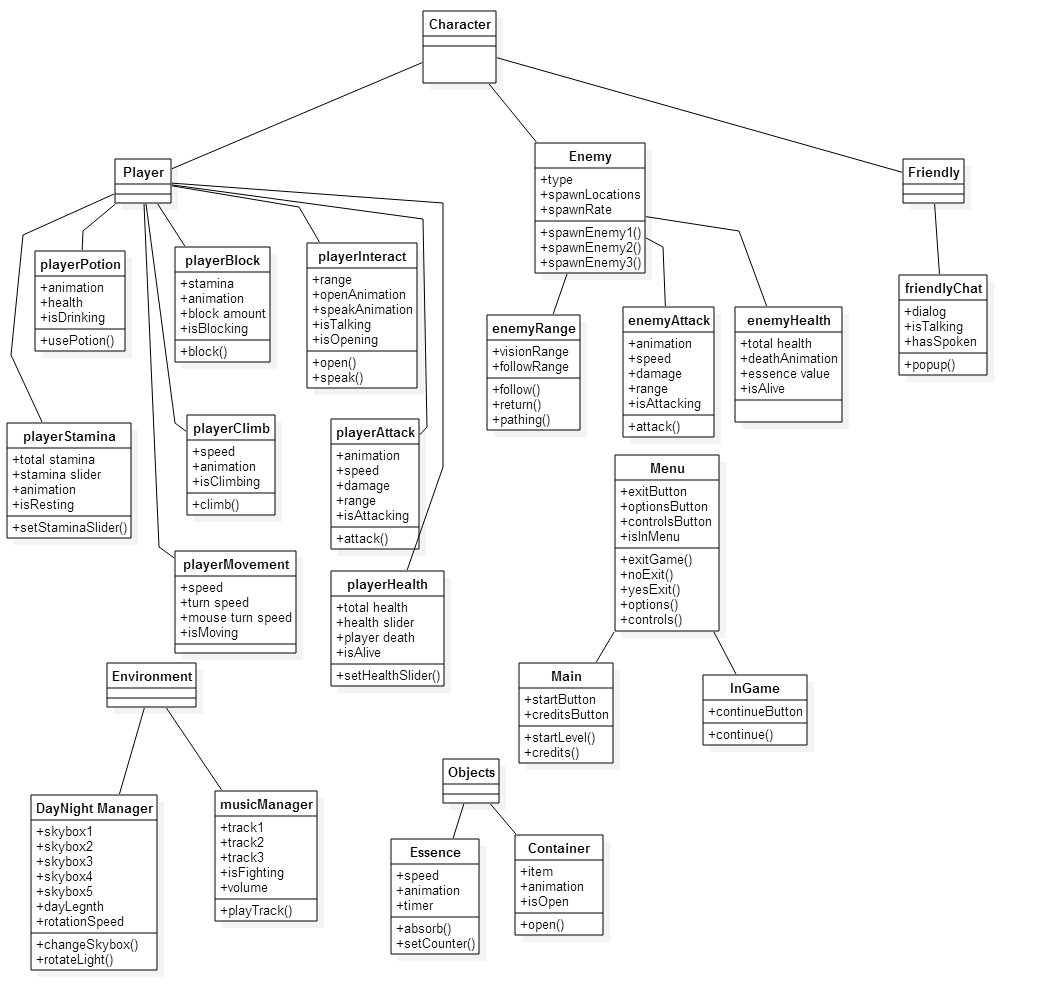 Character
Player
Enemy
+type
+spawnLocations
+spawnRate
+spawnEnemy1()
+spawnEnemy2()
+spawnEnemy3()
Friendly
playerPotion
+animation
+health
+isDrinking
+usePotion()
playerBlock
+stamina
+animation
+block amount
+isBlocking
+block()
playerInteract
+range
+openAnimation
+speakAnimation
+isTalking
+isOpening
+open()
+speak()
enemyRange
+visionRange
+followRange
+follow()
+return()
+pathing()
enemyAttack
+animation
+speed
+damage
+range
+isAttacking
+attack()
enemyHealth
+total health
+deathAnimation
+essence value
+isAlive
friendlyChat
+dialog
+isTalking
+hasSpoken
+popup()
playerStamina
+total stamina
+stamina slider
+animation
+isResting
+setStaminaSlider()
playerClimb
+speed
+animation
+isClimbing
+climb()
playerAttack
+animation
+speed
+damage
+range
+isAttacking
+attack()
playerMovement
+speed
+turn speed
+mouse turn speed
+isMoving
playerHealth
+total health
+health slider
+player death
+isAlive
+setHealthSlider()
Menu
+exitButton
+optionsButton
+controlsButton
+isInMenu
+exitGame()
+noExit()
+yesExit()
+options()
+controls()
Main
+startButton
+creditsButton
+startLevel()
+credits()
InGame
+continueButton
+continue()
Environment
DayNight Manager
+skybox1
+skybox2
+skybox3
+skybox4
+skybox5
+dayLegnth
+rotationSpeed
+changeSkybox()
+rotateLight()
musicManager
+track1
+track2
+track3
+isFighting
+volume
+playTrack()
Objects
Essence
+speed
+animation
+timer
+absorb()
+setCounter()
Container
+item
+animation
+isOpen
+open()